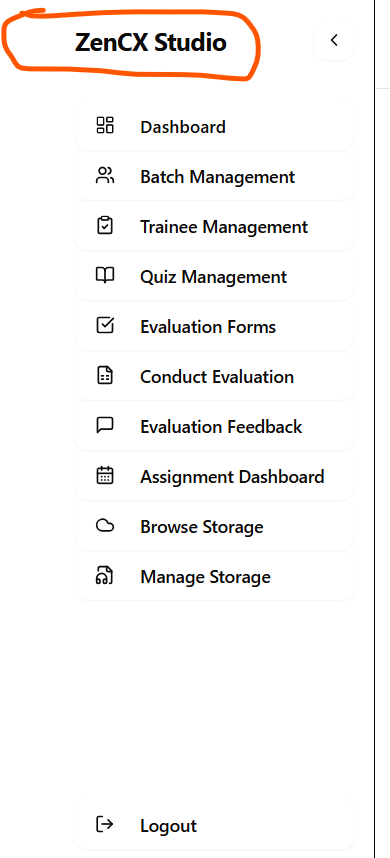 ZenCX Studio
Dashboard
Batch Management
Trainee Management
Quiz Management
Evaluation Forms
Conduct Evaluation
Evaluation Feedback
Assignment Dashboard
Browse Storage
Manage Storage
Logout